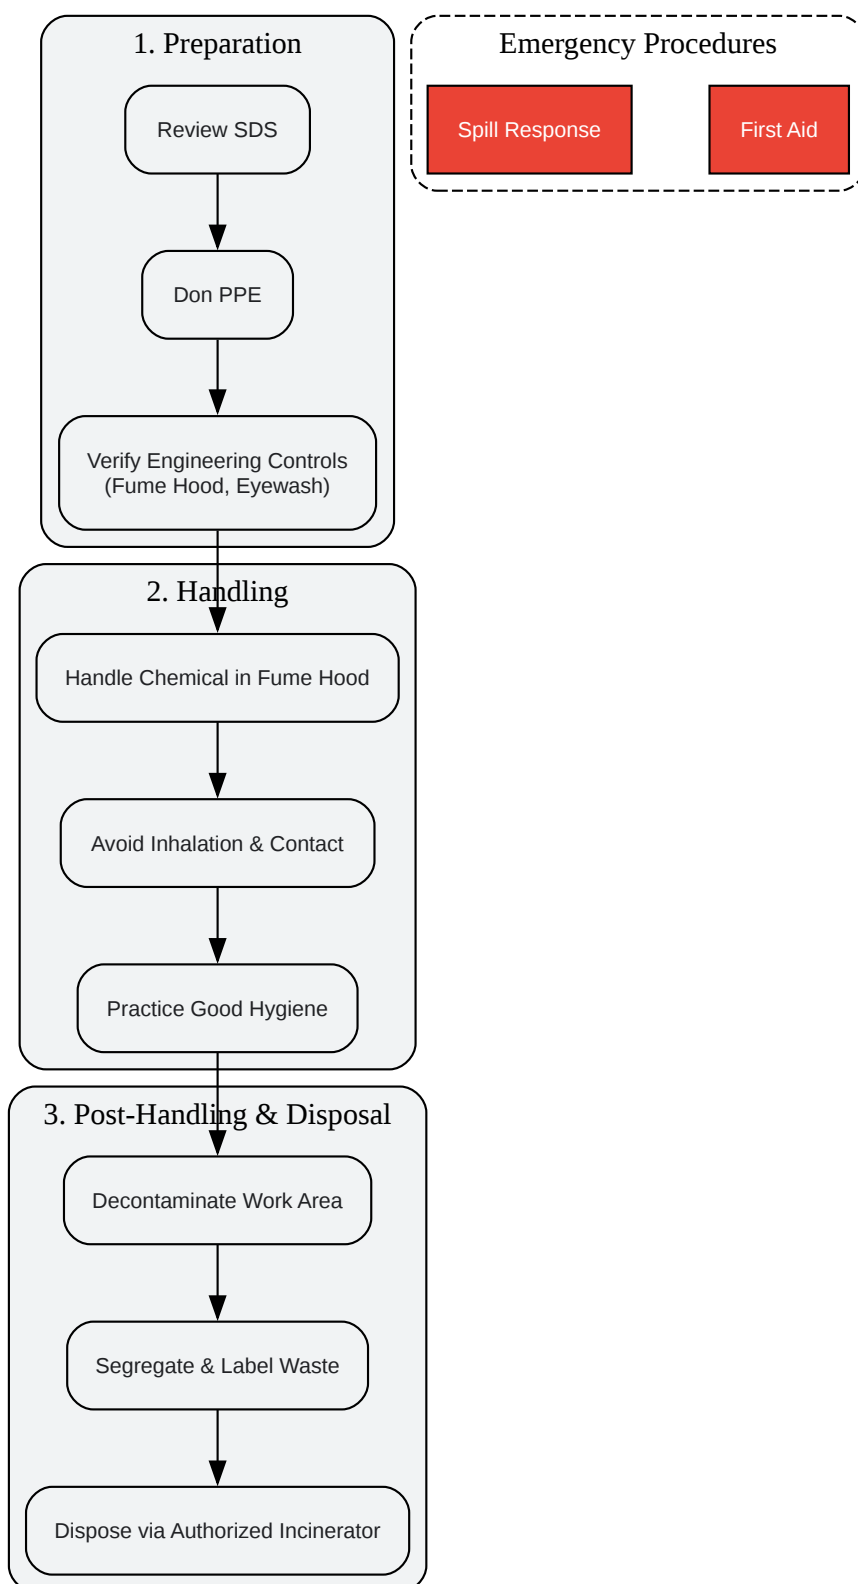 1. Preparation
Review SDS
Don PPE
Verify Engineering Controls
(Fume Hood, Eyewash)
Emergency Procedures
Spill Response
First Aid
2. Handling
Handle Chemical in Fume Hood
Avoid Inhalation & Contact
Practice Good Hygiene
3. Post-Handling & Disposal
Decontaminate Work Area
Segregate & Label Waste
Dispose via Authorized Incinerator